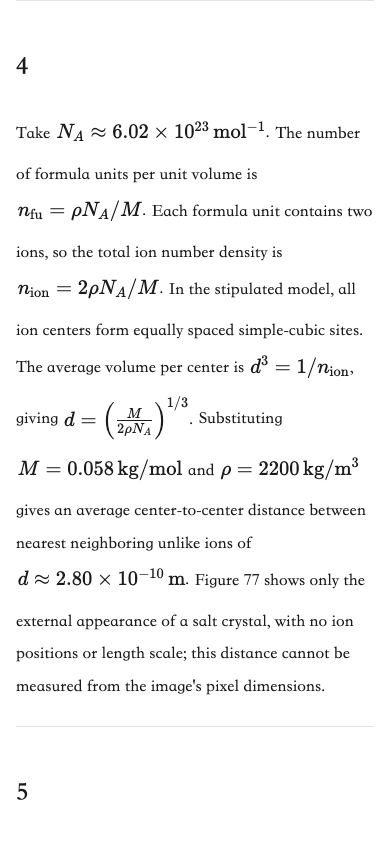 4
Take N_A ≈ 6.02 × 10²³ mol⁻¹. The number
of formula units per unit volume is
n_fu = ρN_A/M. Each formula unit contains two
ions, so the total ion number density is
n_ion = 2ρN_A/M. In the stipulated model, all
ion centers form equally spaced simple-cubic sites.
The average volume per center is d³ = 1/n_ion,
giving d = (M/(2ρN_A))^{1/3}. Substituting
M = 0.058 kg/mol and ρ = 2200 kg/m³
gives an average center-to-center distance between
nearest neighboring unlike ions of
d ≈ 2.80 × 10⁻¹⁰ m. Figure 77 shows only the
external appearance of a salt crystal, with no ion
positions or length scale; this distance cannot be
measured from the image's pixel dimensions.
5